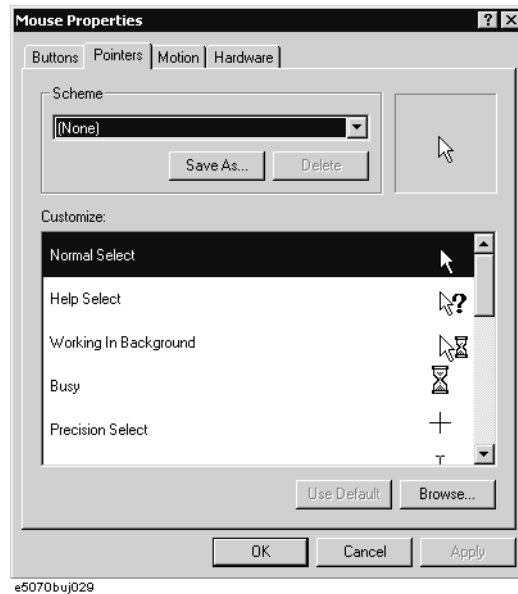 Mouse Properties
Buttons Pointers Motion Hardware
Scheme
(None)
Save As... Delete
Customize:
Normal Select
Help Select
Working In Background
Busy
Precision Select
Use Default Browse...
OK Cancel Apply
e5070buj029